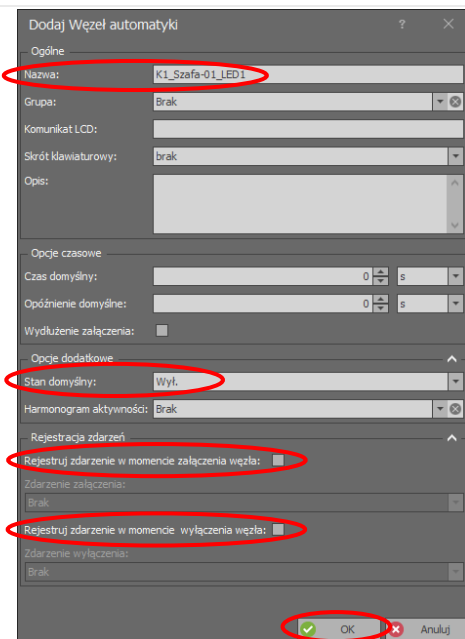 Dodaj Węzeł automatyki ? ×
Ogólne
Nazwa: K1_Szafa-01_LED1
Grupa: Brak
Komunikat LCD:
Skrót klawiaturowy: brak
Opis:
Opcje czasowe
Czas domyślny: 0 s
Opóźnienie domyślne: 0 s
Wydłużenie załączenia:
Opcje dodatkowe
Stan domyślny: Wył.
Harmonogram aktywności: Brak
Rejestracja zdarzeń
Rejestruj zdarzenie w momencie załączenia węzła:
Zdarzenie załączenia:
Brak
Rejestruj zdarzenie w momencie wyłączenia węzła:
Zdarzenie wyłączenia:
Brak
OK Anuluj